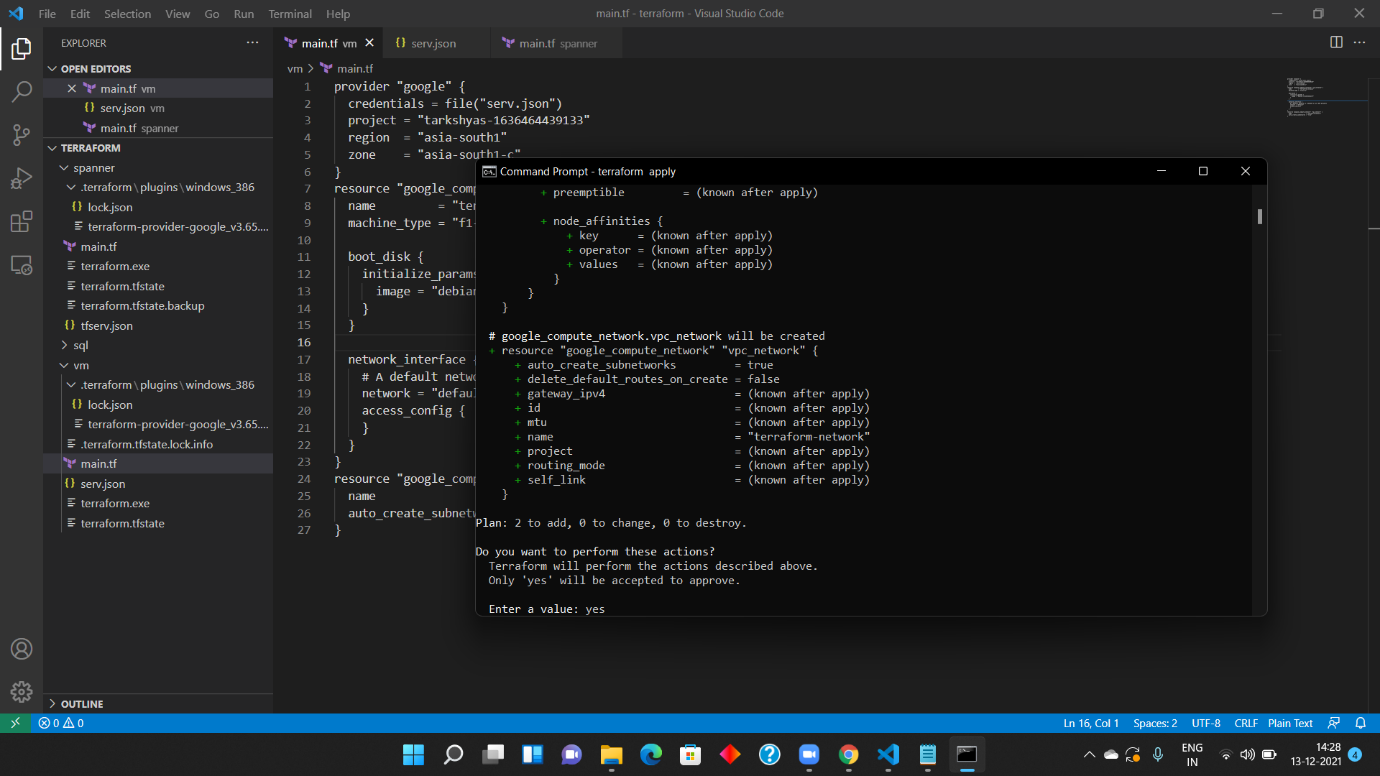 File Edit Selection View Go Run Terminal Help
main.tf - terraform - Visual Studio Code
EXPLORER
OPEN EDITORS
main.tf vm
serv.json vm
main.tf spanner
TERRAFORM
spanner
.terraform\plugins\windows_386
lock.json
terraform-provider-google_v3.65....
main.tf
terraform.exe
terraform.tfstate
terraform.tfstate.backup
tfserv.json
sql
vm
.terraform\plugins\windows_386
lock.json
terraform-provider-google_v3.65....
.terraform.tfstate.lock.info
main.tf
serv.json
terraform.exe
terraform.tfstate
OUTLINE
main.tf vm
serv.json
main.tf spanner
vm > main.tf
1 provider "google" {
2 credentials = file("serv.json")
3 project = "tarkshyas-1636464439133"
4 region = "asia-south1"
5 zone = "asia-south1-c"
6 }
7 resource "google_comp
8 name = "ter
9 machine_type = "f1-
10
11 boot_disk {
12 initialize_params
13 image = "debian
14 }
15 }
16
17 network_interface {
18 # A default netwo
19 network = "defaul
20 access_config {
21 }
22 }
23 }
24 resource "google_comp
25 name
26 auto_create_subnetw
27 }
Command Prompt - terraform apply
+ preemptible = (known after apply)
+ node_affinities {
+ key = (known after apply)
+ operator = (known after apply)
+ values = (known after apply)
}
}
}
# google_compute_network.vpc_network will be created
+ resource "google_compute_network" "vpc_network" {
+ auto_create_subnetworks = true
+ delete_default_routes_on_create = false
+ gateway_ipv4 = (known after apply)
+ id = (known after apply)
+ mtu = (known after apply)
+ name = "terraform-network"
+ project = (known after apply)
+ routing_mode = (known after apply)
+ self_link = (known after apply)
}
Plan: 2 to add, 0 to change, 0 to destroy.
Do you want to perform these actions?
Terraform will perform the actions described above.
Only 'yes' will be accepted to approve.
Enter a value: yes
0 0
Ln 16, Col 1 Spaces: 2 UTF-8 CRLF Plain Text
ENG
IN
14:28
13-12-2021
4